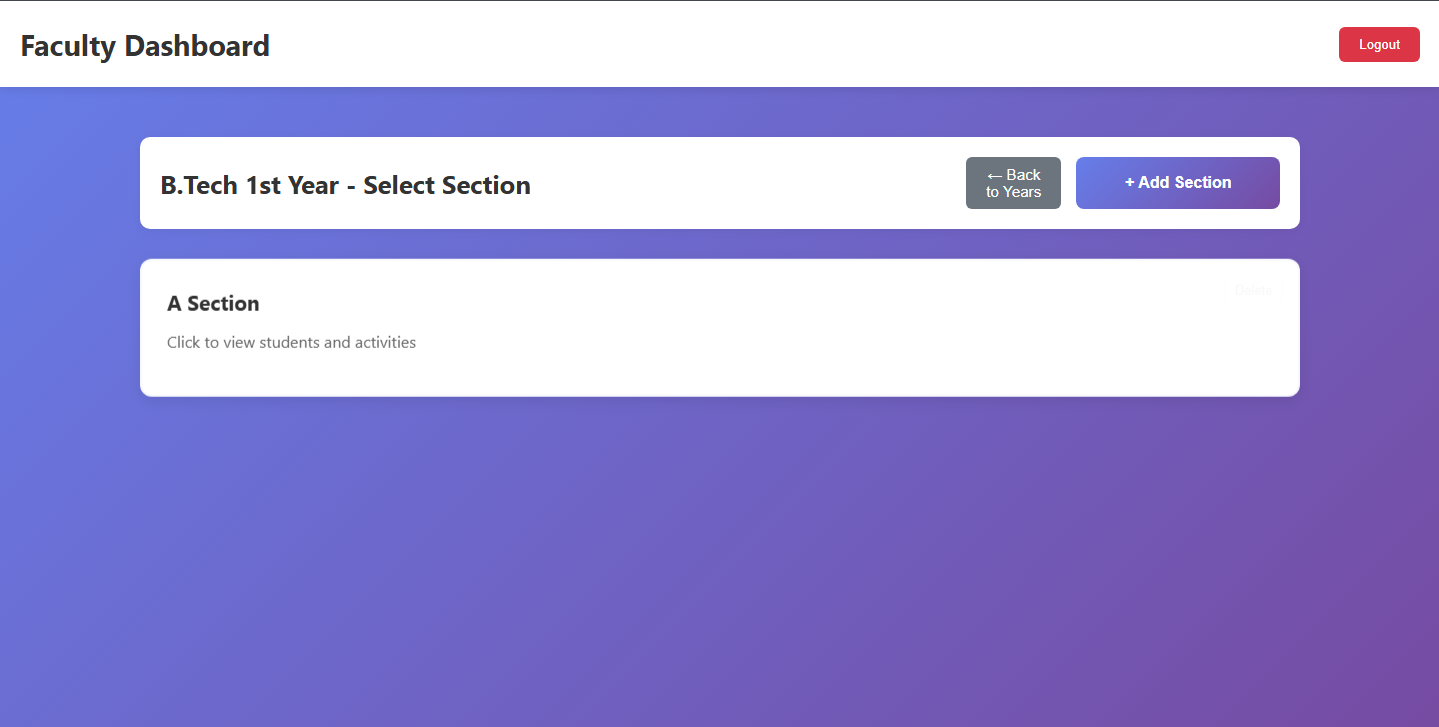 Faculty Dashboard
Logout
B.Tech 1st Year - Select Section
← Back
to Years
+ Add Section
A Section
Delete
Click to view students and activities